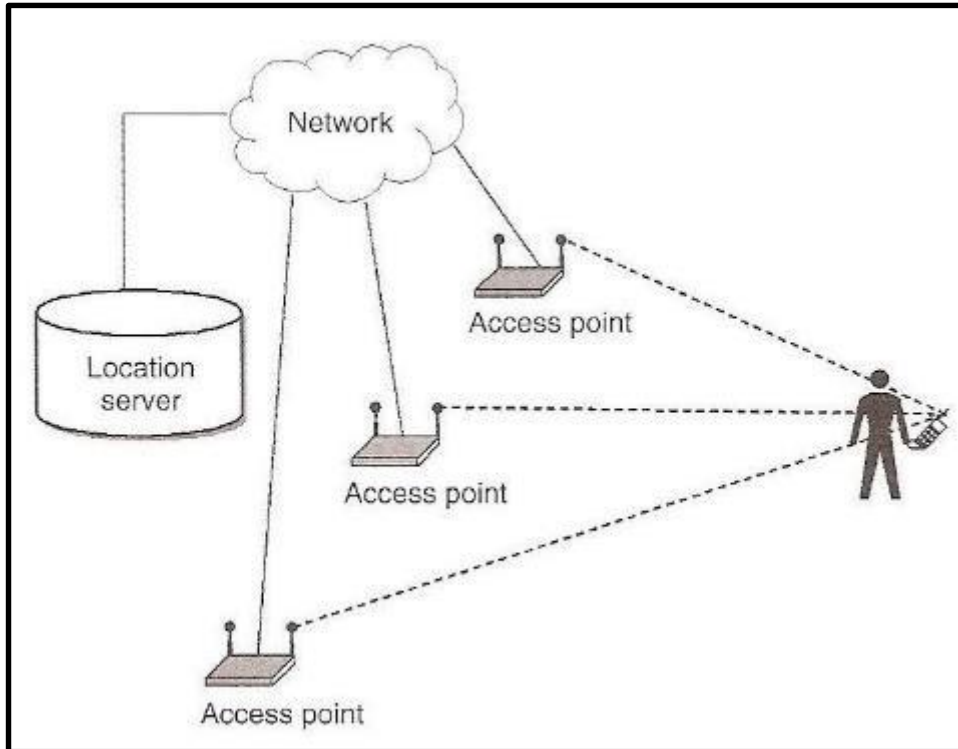 Network
Access point
Location
server
Access point
Access point